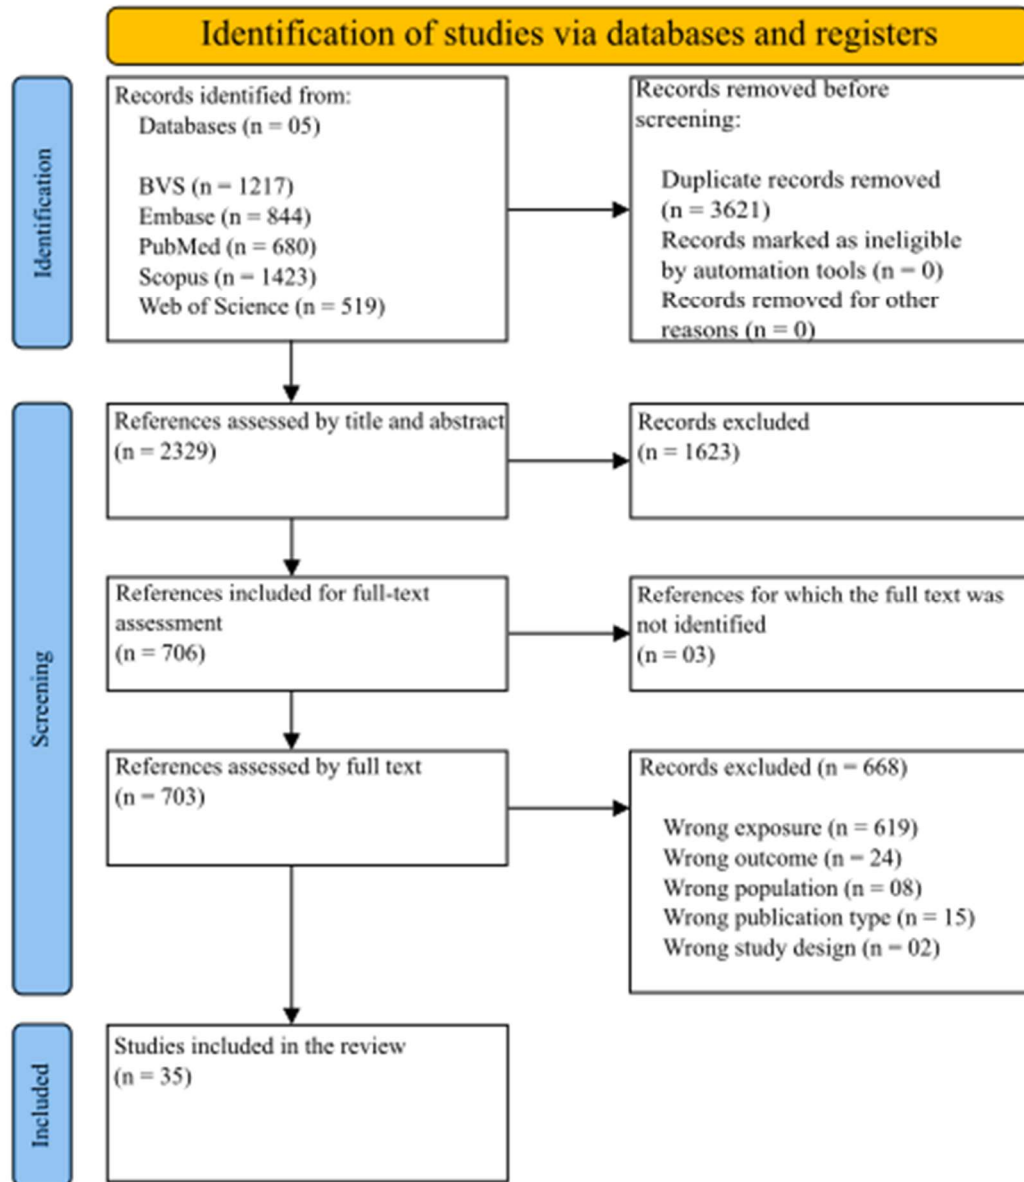 Identification of studies via databases and registers
Identification
Records identified from:
Databases (n = 05)
BVS (n = 1217)
Embase (n = 844)
PubMed (n = 680)
Scopus (n = 1423)
Web of Science (n = 519)
Records removed before
screening:
Duplicate records removed
(n = 3621)
Records marked as ineligible
by automation tools (n = 0)
Records removed for other
reasons (n = 0)
Screening
References assessed by title and abstract
(n = 2329)
Records excluded
(n = 1623)
References included for full-text
assessment
(n = 706)
References for which the full text was
not identified
(n = 03)
References assessed by full text
(n = 703)
Records excluded (n = 668)
Wrong exposure (n = 619)
Wrong outcome (n = 24)
Wrong population (n = 08)
Wrong publication type (n = 15)
Wrong study design (n = 02)
Included
Studies included in the review
(n = 35)